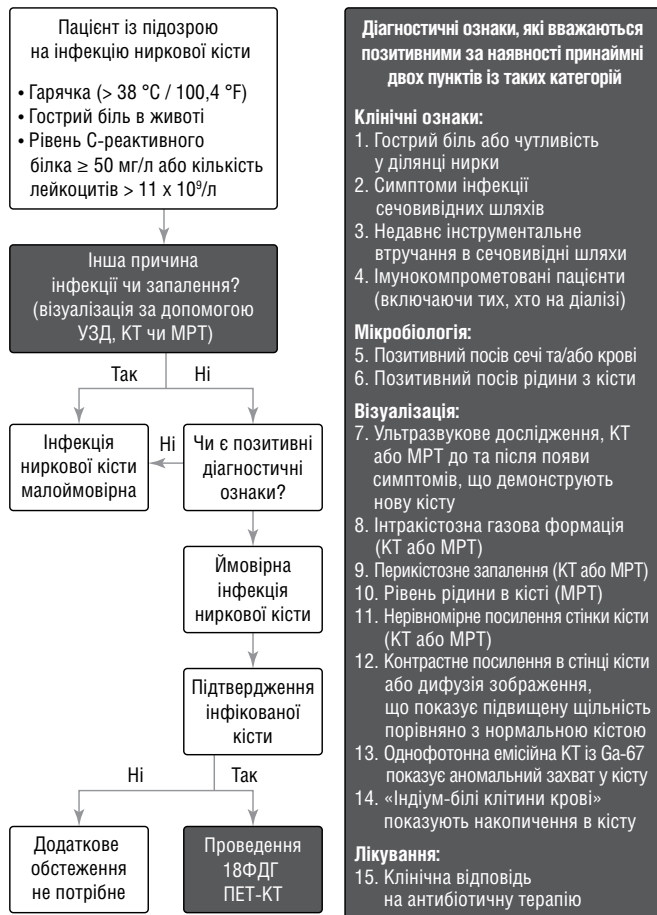 Пацієнт із підозрою
на інфекцію ниркової кісти
• Гарячка (> 38 °C / 100,4 °F)
• Гострий біль в животі
• Рівень С-реактивного
білка ≥ 50 мг/л або кількість
лейкоцитів > 11 x 10⁹/л
Інша причина
інфекції чи запалення?
(візуалізація за допомогою
УЗД, КТ чи МРТ)
Так
Ні
Інфекція
ниркової кісти
малоймовірна
Ні
Чи є позитивні
діагностичні
ознаки?
Ймовірна
інфекція
ниркової кісти
Підтвердження
інфікованої
кісти
Ні
Так
Додаткове
обстеження
не потрібне
Проведення
18ФДГ
ПЕТ-КТ
Діагностичні ознаки, які вважаються
позитивними за наявності принаймні
двох пунктів із таких категорій
Клінічні ознаки:
1. Гострий біль або чутливість
у ділянці нирки
2. Симптоми інфекції
сечовивідних шляхів
3. Недавнє інструментальне
втручання в сечовивідні шляхи
4. Імунокомпрометовані пацієнти
(включаючи тих, хто на діалізі)
Мікробіологія:
5. Позитивний посів сечі та/або крові
6. Позитивний посів рідини з кісти
Візуалізація:
7. Ультразвукове дослідження, КТ
або МРТ до та після появи
симптомів, що демонструють
нову кісту
8. Інтракістозна газова формація
(КТ або МРТ)
9. Перикістозне запалення (КТ або МРТ)
10. Рівень рідини в кісті (МРТ)
11. Нерівномірне посилення стінки кісти
(КТ або МРТ)
12. Контрастне посилення в стінці кісти
або дифузія зображення,
що показує підвищену щільність
порівняно з нормальною кістою
13. Однофотонна емісійна КТ із Ga-67
показує аномальний захват у кісту
14. «Індіум-білі клітини крові»
показують накопичення в кісту
Лікування:
15. Клінічна відповідь
на антибіотичну терапію